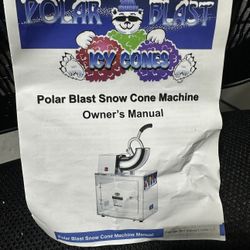 POLAR BLAST
ICY CONES
Polar Blast Snow Cone Machine
Owner's Manual
Polar Blast Snow Cone Machine Manual